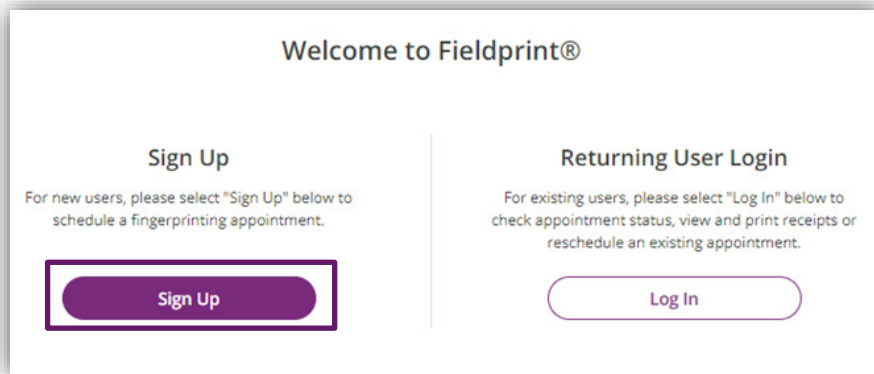 Welcome to Fieldprint®
Sign Up
For new users, please select "Sign Up" below to
schedule a fingerprinting appointment.
Sign Up
Returning User Login
For existing users, please select "Log In" below to
check appointment status, view and print receipts or
reschedule an existing appointment.
Log In